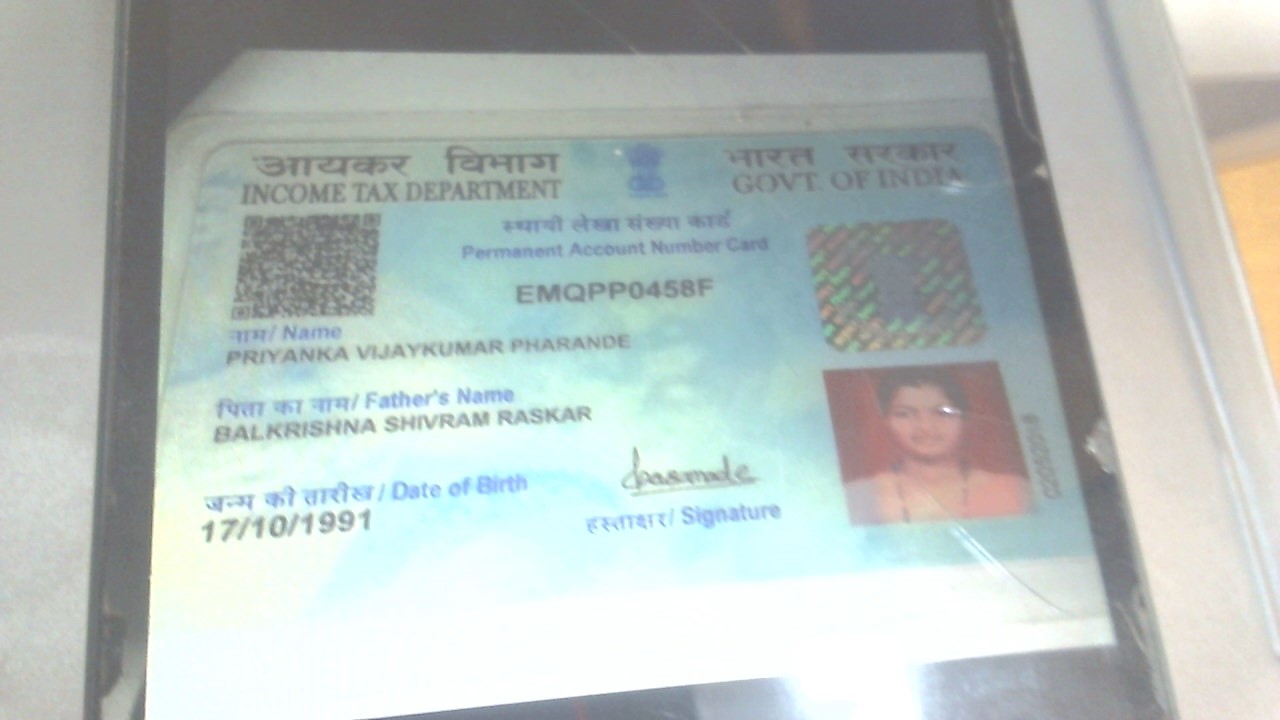 आयकर विभाग
INCOME TAX DEPARTMENT
भारत सरकार
GOVT. OF INDIA
स्थायी लेखा संख्या कार्ड
Permanent Account Number Card
EMQPP0458F
नाम/ Name
PRIYANKA VIJAYKUMAR PHARANDE
पिता का नाम/ Father's Name
BALKRISHNA SHIVRAM RASKAR
जन्म की तारीख / Date of Birth
17/10/1991
हस्ताक्षर/ Signature